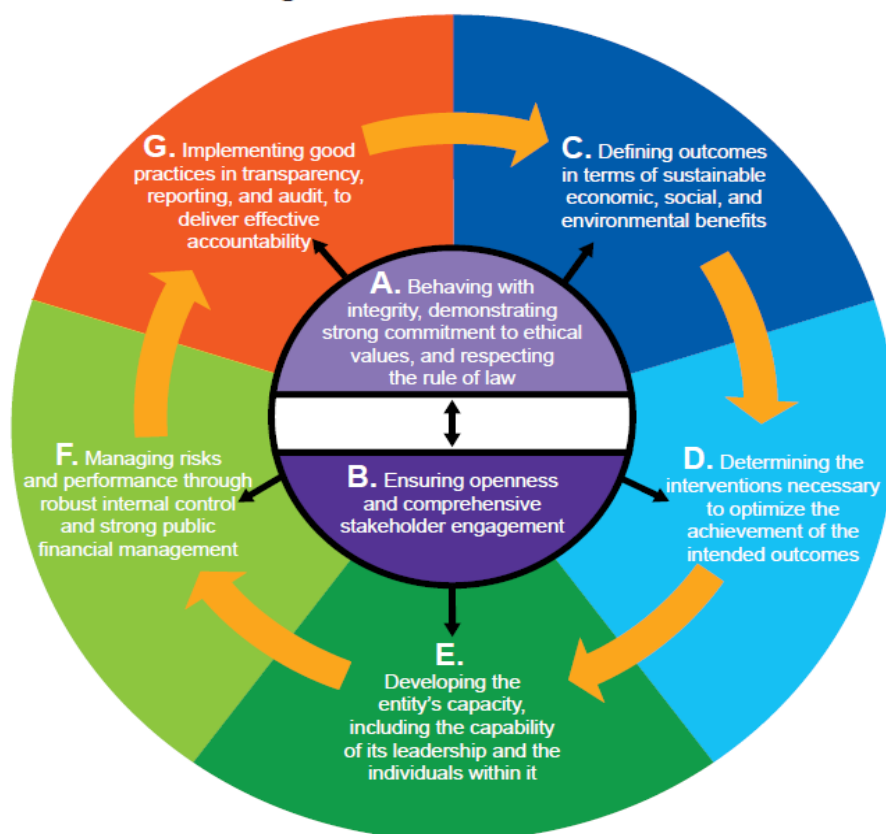 G. Implementing good
practices in transparency,
reporting, and audit, to
deliver effective
accountability
C. Defining outcomes
in terms of sustainable
economic, social, and
environmental benefits
A. Behaving with
integrity, demonstrating
strong commitment to ethical
values, and respecting
the rule of law
F. Managing risks
and performance through
robust internal control
and strong public
financial management
B. Ensuring openness
and comprehensive
stakeholder engagement
D. Determining the
interventions necessary
to optimize the
achievement of the
intended outcomes
E.
Developing the
entity's capacity,
including the capability
of its leadership and the
individuals within it